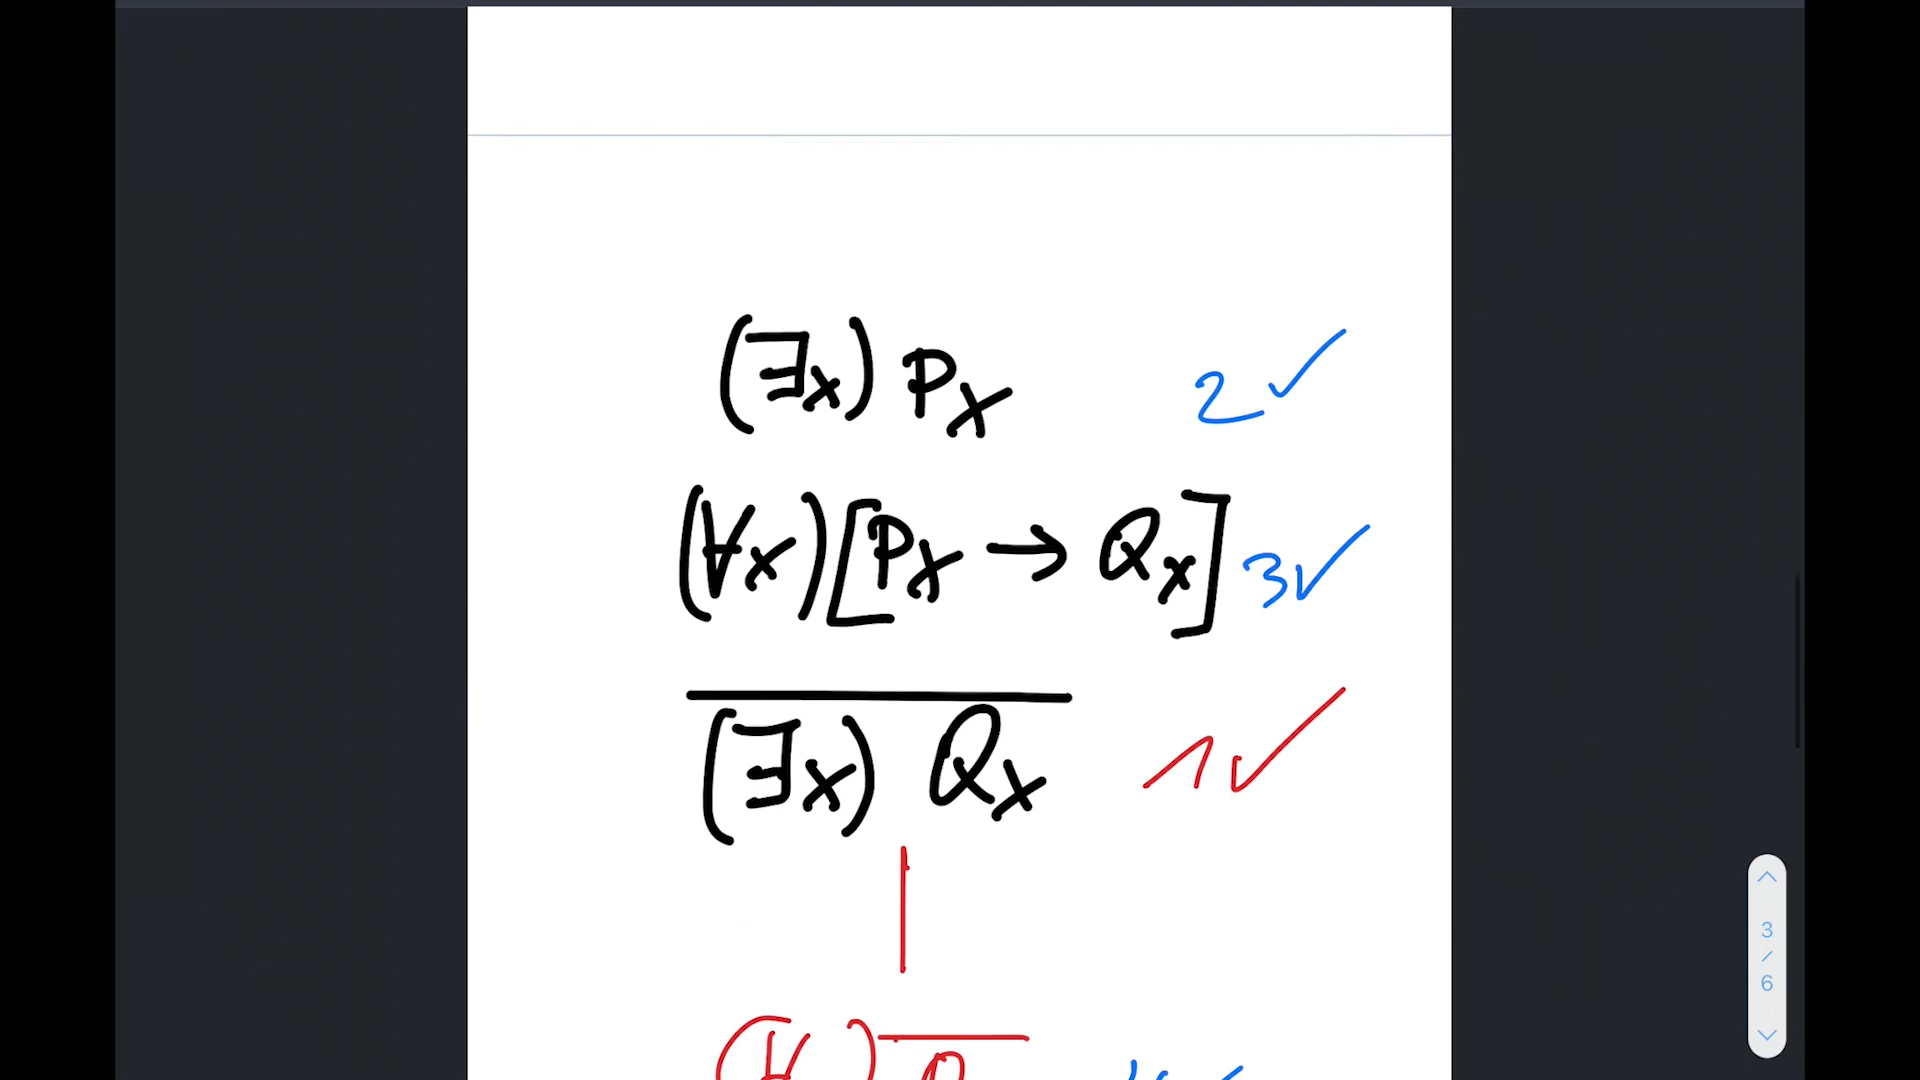 (∃x) Px 2✓
(∀x)[Px → Qx] 3✓
(∃x) Qx 1✓
3
/
6